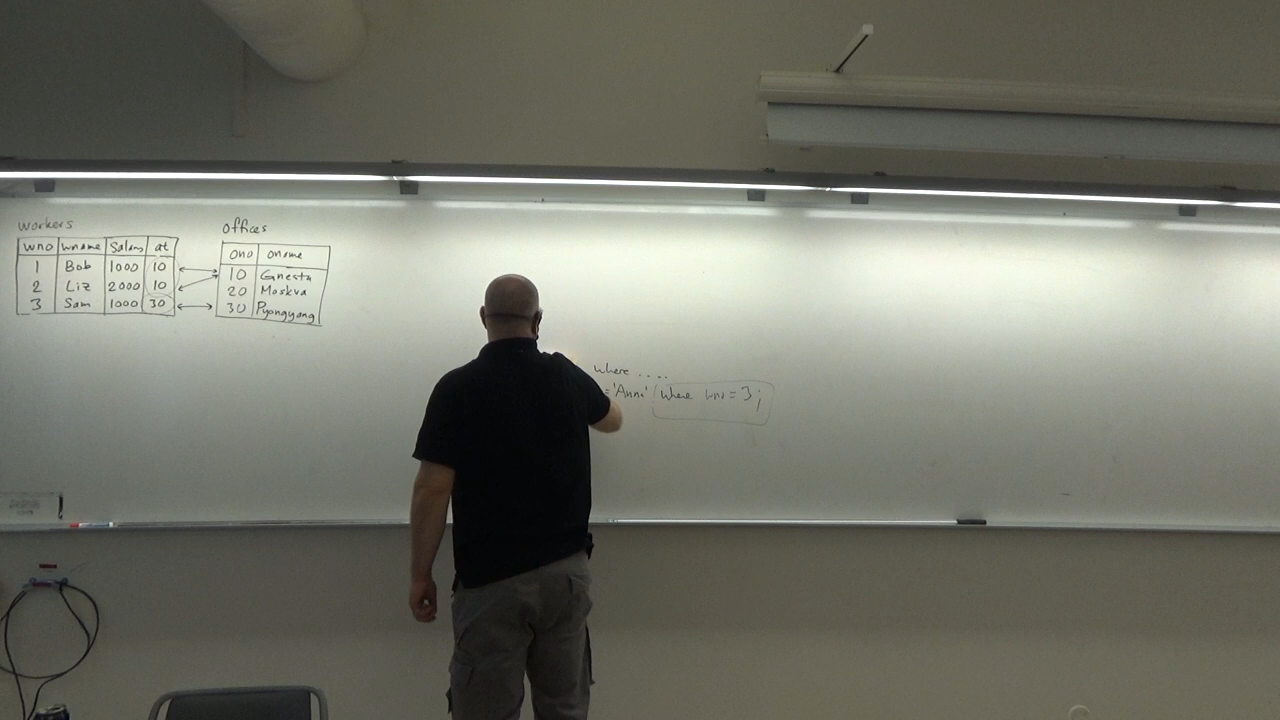 workers
wno wname Salary at
1 Bob 1000 10
2 Liz 2000 10
3 Sam 1000 30
offices
ono oname
10 Gnesta
20 Moskva
30 Pyongyang
where ....
='Anna' where wno = 3;